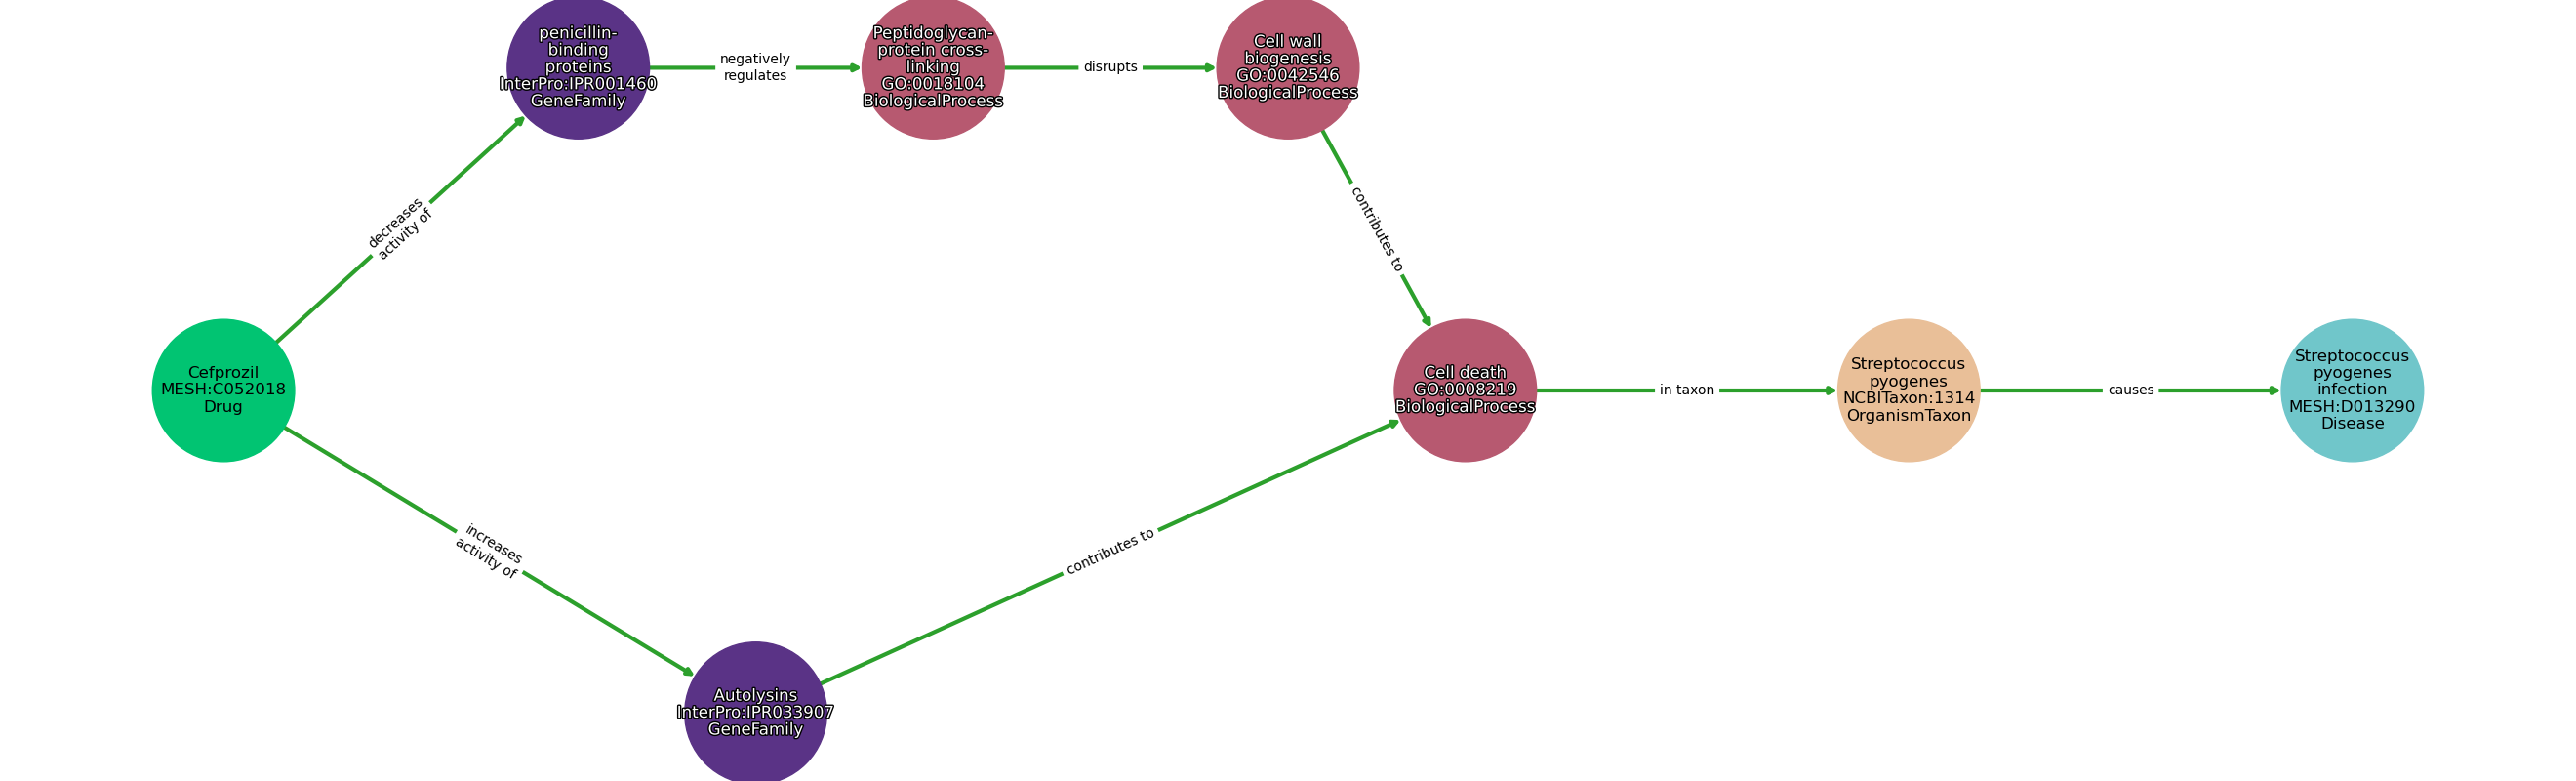 penicillin-
binding
proteins
InterPro:IPR001460
GeneFamily
negatively
regulates
Peptidoglycan-
protein cross-
linking
GO:0018104
BiologicalProcess
disrupts
Cell wall
biogenesis
GO:0042546
BiologicalProcess
decreases
activity of
contributes to
Cefprozil
MESH:C052018
Drug
Cell death
GO:0008219
BiologicalProcess
in taxon
Streptococcus
pyogenes
NCBITaxon:1314
OrganismTaxon
causes
Streptococcus
pyogenes
infection
MESH:D013290
Disease
increases
activity of
contributes to
Autolysins
InterPro:IPR033907
GeneFamily